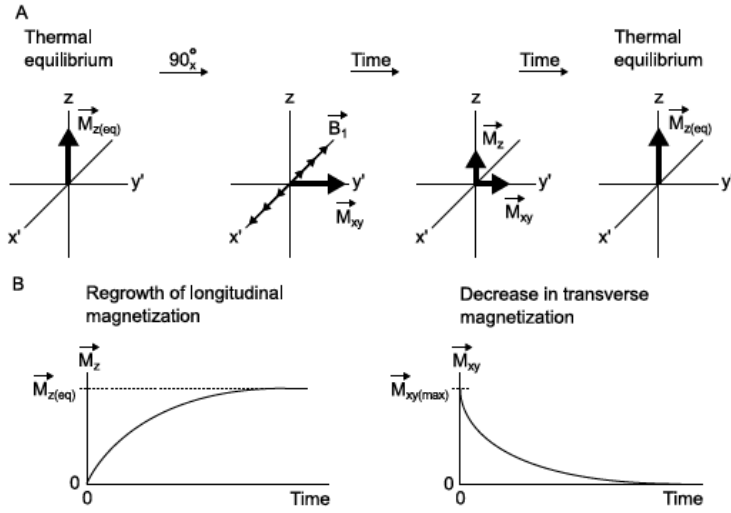 A
Thermal equilibrium
90°x
Time
Time
Thermal equilibrium
z
z
z
z
Mz(eq)
B1
Mz
Mz(eq)
y'
y'
y'
y'
Mxy
Mxy
x'
x'
x'
x'
B
Regrowth of longitudinal
magnetization
Decrease in transverse
magnetization
Mz
Mxy
Mz(eq)
Mxy(max)
0
0
0
Time
0
Time